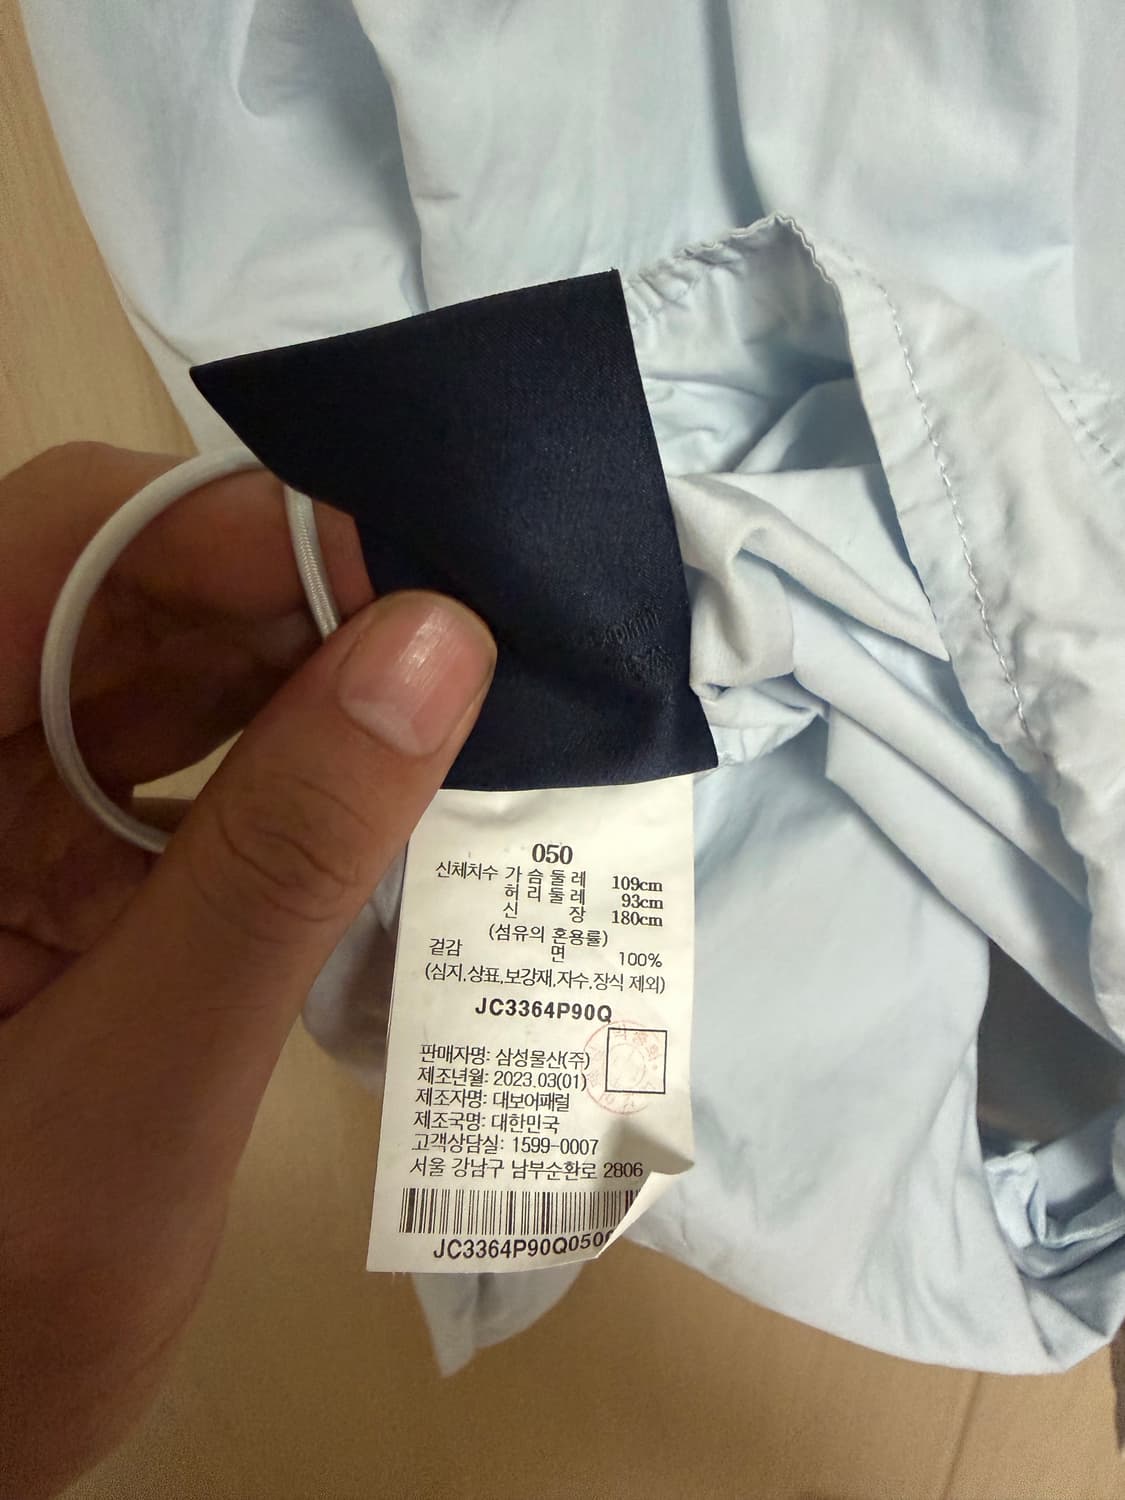 050
신체치수 가슴둘레 109cm
허리둘레 93cm
신 장 180cm
(섬유의 혼용률)
겉감 면 100%
(심지,상표,보강재,자수,장식 제외)
JC3364P90Q
판매자명: 삼성물산(주)
제조년월: 2023.03(01)
제조자명: 대보어패럴
제조국명: 대한민국
고객상담실: 1599-0007
서울 강남구 남부순환로 2806
JC3364P90Q050